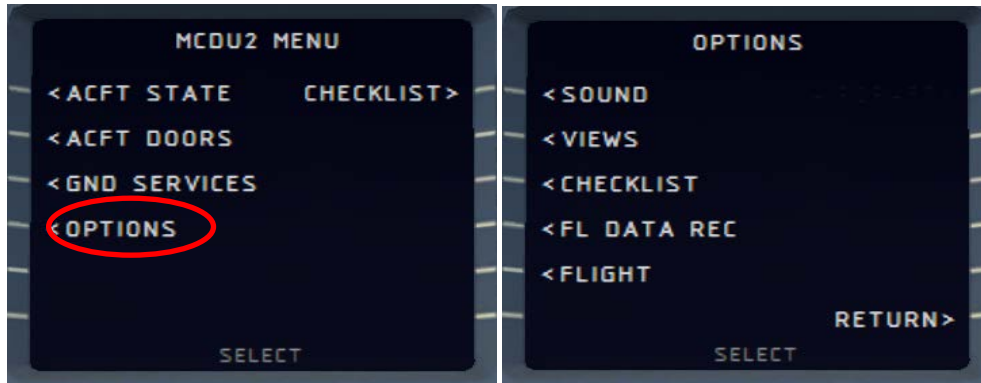 MCDU2 MENU
<ACFT STATE CHECKLIST>
<ACFT DOORS
<GND SERVICES
<OPTIONS
SELECT
OPTIONS
<SOUND
<VIEWS
<CHECKLIST
<FL DATA REC
<FLIGHT
RETURN>
SELECT